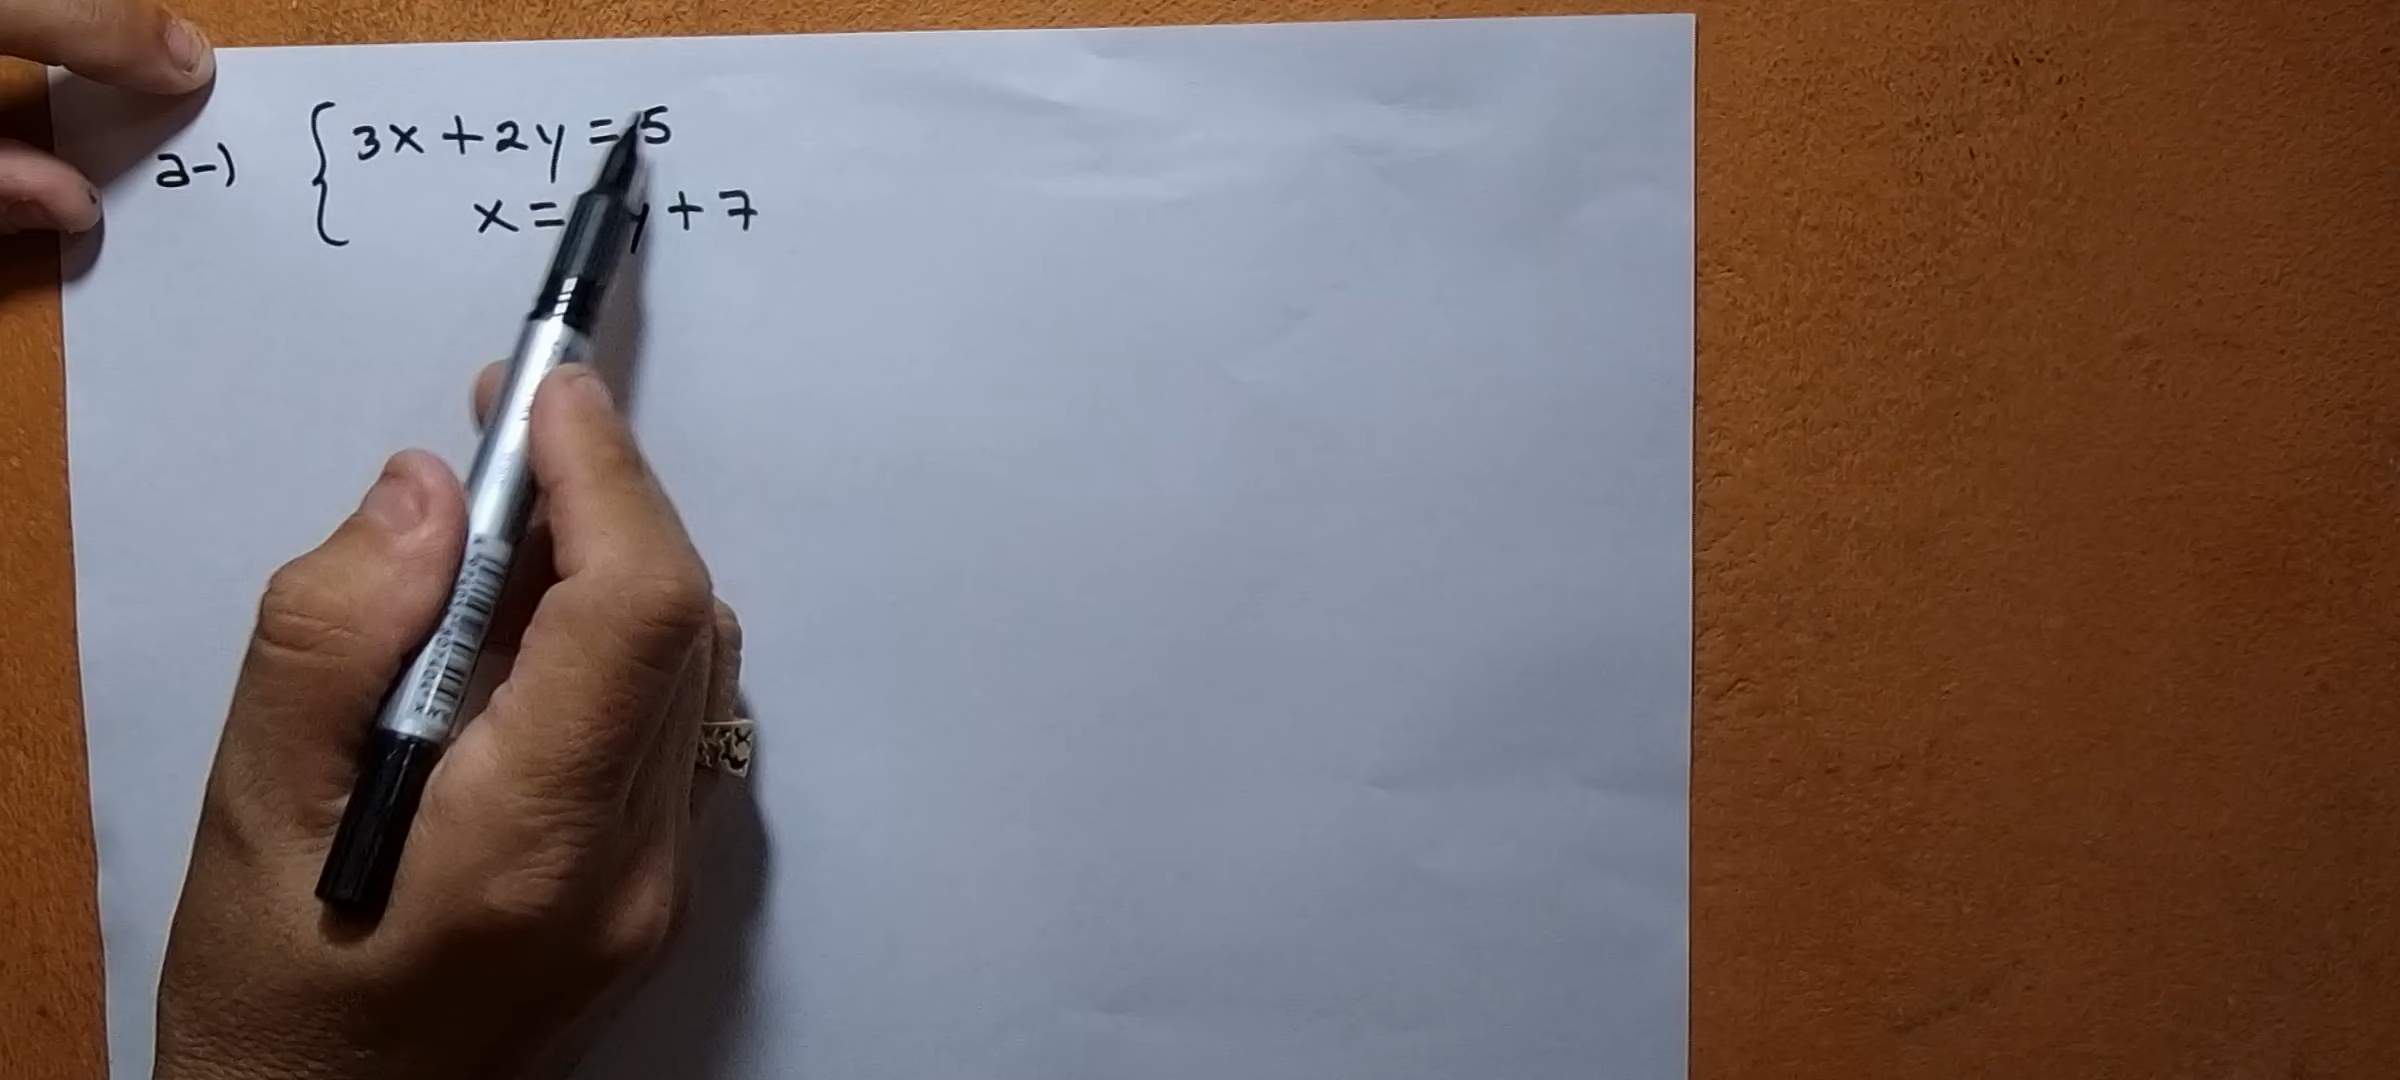 a-) { 3x + 2y = 5
x = y + 7